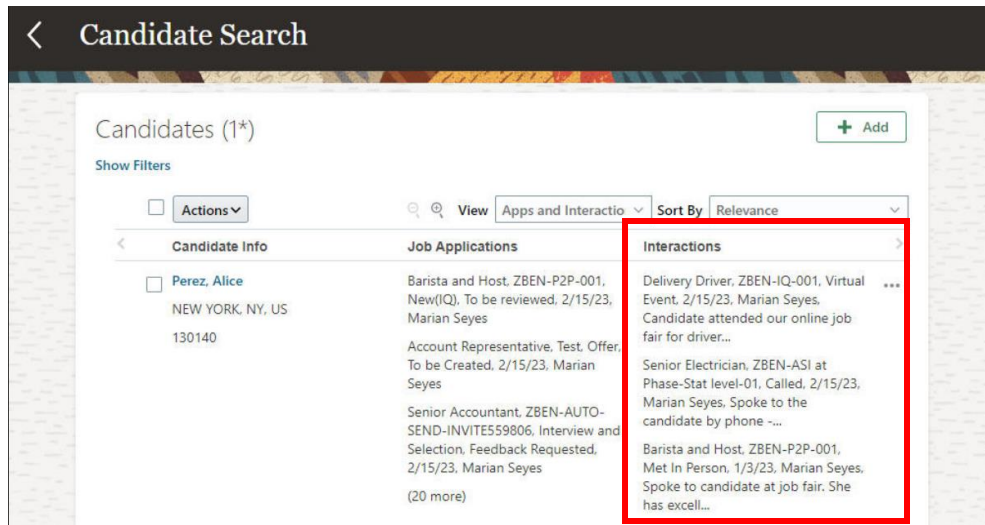 Candidate Search
Candidates (1*)
+ Add
Show Filters
Actions
View
Apps and Interactio
Sort By
Relevance
Candidate Info
Job Applications
Interactions
Perez, Alice
NEW YORK, NY, US
130140
Barista and Host, ZBEN-P2P-001,
New(IQ), To be reviewed, 2/15/23,
Marian Seyes
Account Representative, Test, Offer,
To be Created, 2/15/23, Marian
Seyes
Senior Accountant, ZBEN-AUTO-
SEND-INVITE559806, Interview and
Selection, Feedback Requested,
2/15/23, Marian Seyes
(20 more)
Delivery Driver, ZBEN-IQ-001, Virtual
Event, 2/15/23, Marian Seyes,
Candidate attended our online job
fair for driver...
Senior Electrician, ZBEN-ASI at
Phase-Stat level-01, Called, 2/15/23,
Marian Seyes, Spoke to the
candidate by phone -...
Barista and Host, ZBEN-P2P-001,
Met In Person, 1/3/23, Marian Seyes,
Spoke to candidate at job fair. She
has excell...